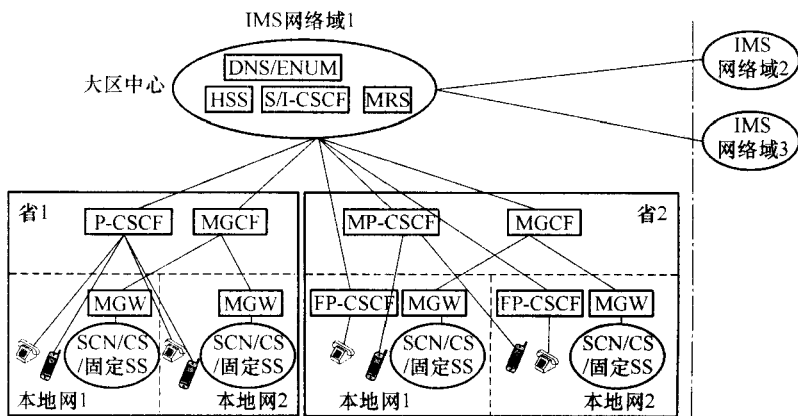 IMS网络域1
大区中心
DNS/ENUM
HSS
S/I-CSCF
MRS
IMS
网络域2
IMS
网络域3
省1
P-CSCF
MGCF
MGW
MGW
SCN/CS
/固定SS
SCN/CS
/固定SS
本地网1
本地网2
MP-CSCF
MGCF
省2
FP-CSCF
MGW
FP-CSCF
MGW
SCN/CS
/固定SS
SCN/CS
/固定SS
本地网1
本地网2